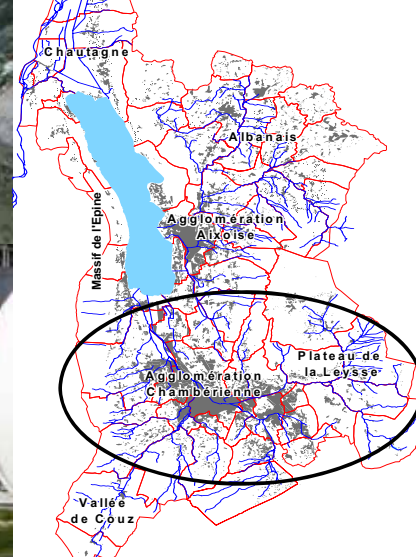 Chautagne
Albanais
Massif de l'Epine
Agglomération
Aixoise
Plateau de
la Leysse
Agglomération
Chambérienne
Vallée
de Couz